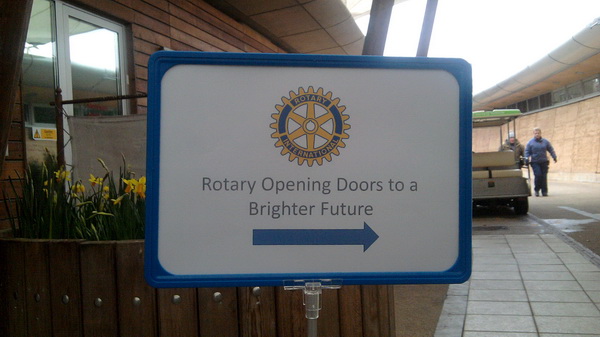 ROTARY
INTERNATIONAL
Rotary Opening Doors to a
Brighter Future